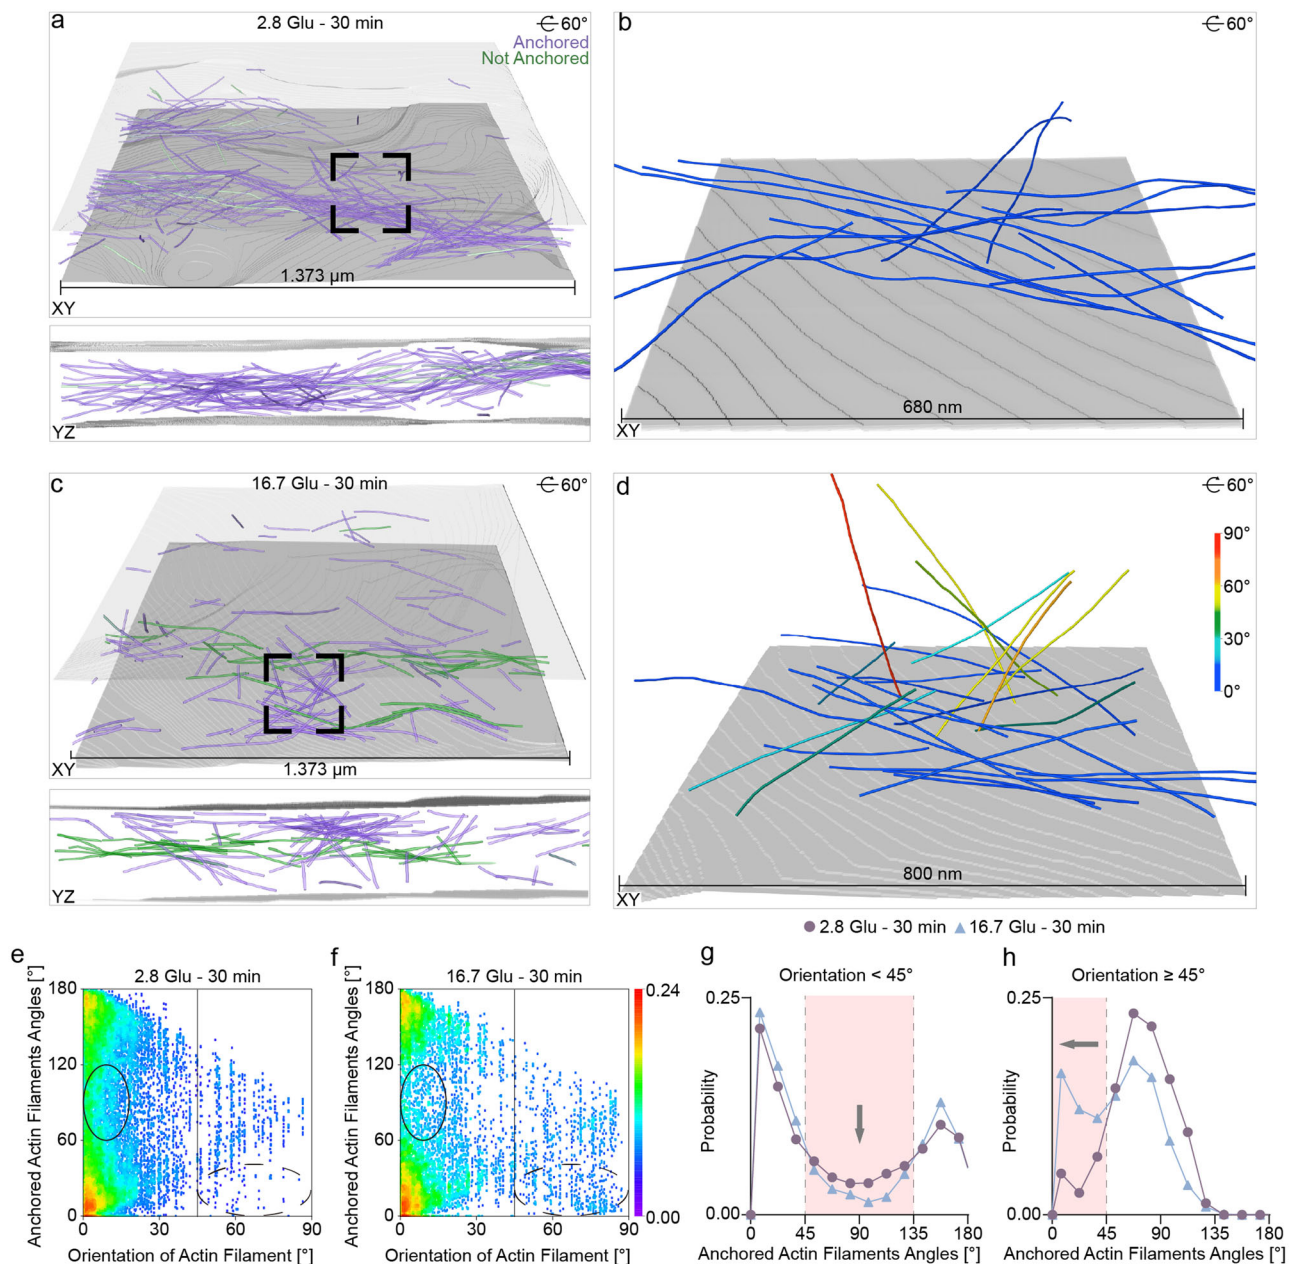 a
2.8 Glu - 30 min
60°
Anchored
Not Anchored
1.373 µm
XY
YZ
b
60°
680 nm
XY
c
16.7 Glu - 30 min
60°
1.373 µm
XY
YZ
d
60°
90°
60°
30°
0°
800 nm
XY
2.8 Glu - 30 min
16.7 Glu - 30 min
e
2.8 Glu - 30 min
Anchored Actin Filaments Angles [°]
180
120
60
0
0
30
60
90
Orientation of Actin Filament [°]
f
16.7 Glu - 30 min
180
120
60
0
0
30
60
90
Orientation of Actin Filament [°]
0.24
0.00
g
Orientation < 45°
0.25
Probability
0.00
0
45
90
135
180
Anchored Actin Filaments Angles [°]
h
Orientation ≥ 45°
0.25
Probability
0.00
0
45
90
135
180
Anchored Actin Filaments Angles [°]